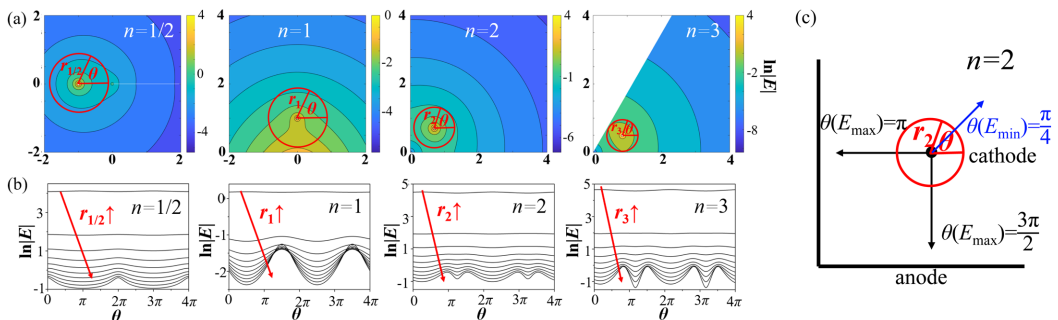 (a)
n=1/2
r1/2
θ
2
0
2
-2
0
2
4
0
-4
n=1
r1
θ
4
2
0
-2
0
2
4
2
0
-2
-4
n=2
r2
θ
4
2
0
0
2
4
4
-1
-6
n=3
r3
θ
4
2
0
0
2
4
4
0
-4
-8
ln|E|
(b)
ln|E|
n=1/2
r1/2↑
3
1
-1
0 π 2π 3π 4π
θ
n=1
r1↑
0
-1
-2
0 π 2π 3π 4π
θ
n=2
r2↑
5
3
1
-1
0 π 2π 3π 4π
θ
n=3
r3↑
5
3
1
-1
0 π 2π 3π 4π
θ
(c)
n=2
θ(Emax)=π
r2
θ
θ(Emin)=π/4
cathode
θ(Emax)=3π/2
anode